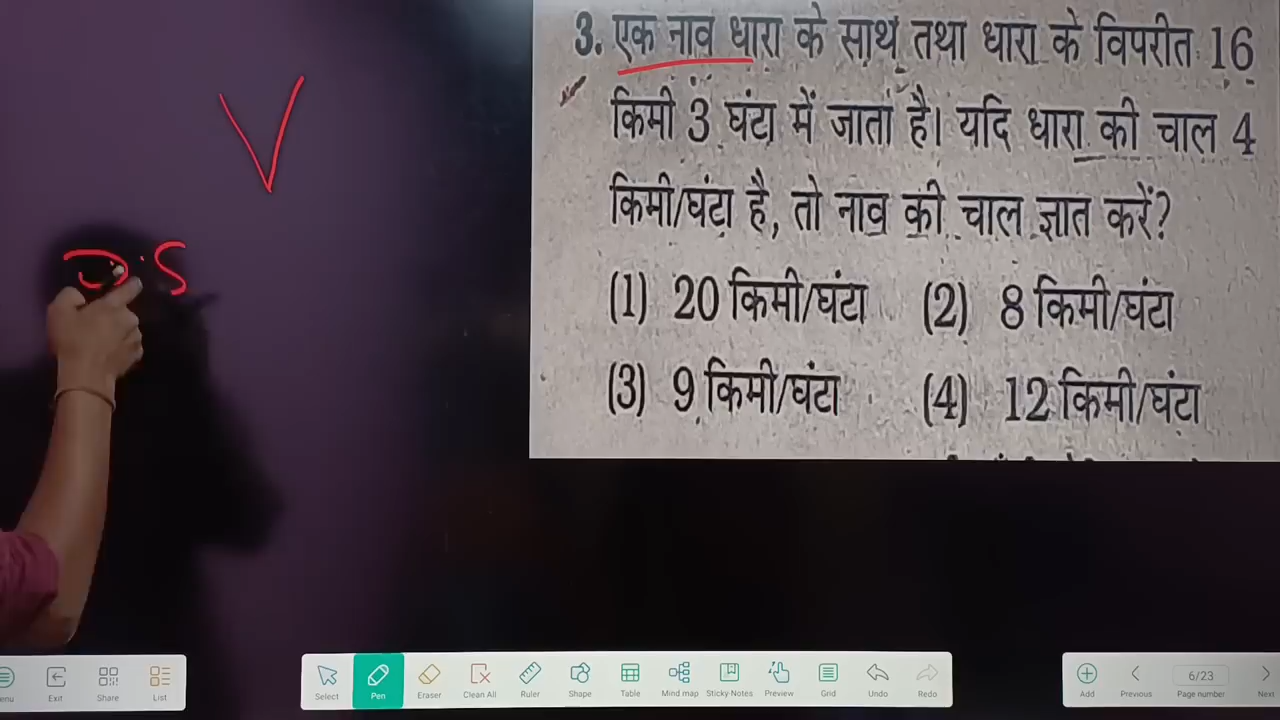 V
D.S
3. एक नाव धारा के साथ तथा धारा के विपरीत 16
किमी 3 घंटा में जाता है। यदि धारा की चाल 4
किमी/घंटा है, तो नाव की चाल ज्ञात करें?
(1) 20 किमी/घंटा (2) 8 किमी/घंटा
(3) 9 किमी/घंटा (4) 12 किमी/घंटा
enu Exit Share List
Select Pen Eraser Clean All Ruler Shape Table Mind map Sticky-Notes Preview Grid Undo Redo
Add Previous 6/23 Page number Next